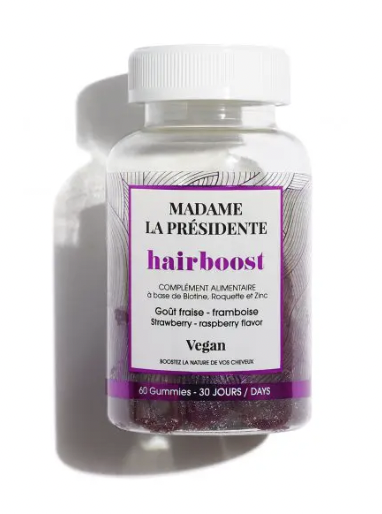 MADAME
LA PRÉSIDENTE
hairboost
COMPLÉMENT ALIMENTAIRE
à base de Biotine, Roquette et Zinc
Goût fraise - framboise
Strawberry - raspberry flavor
Vegan
BOOSTEZ LA NATURE DE VOS CHEVEUX
60 Gummies - 30 JOURS / DAYS